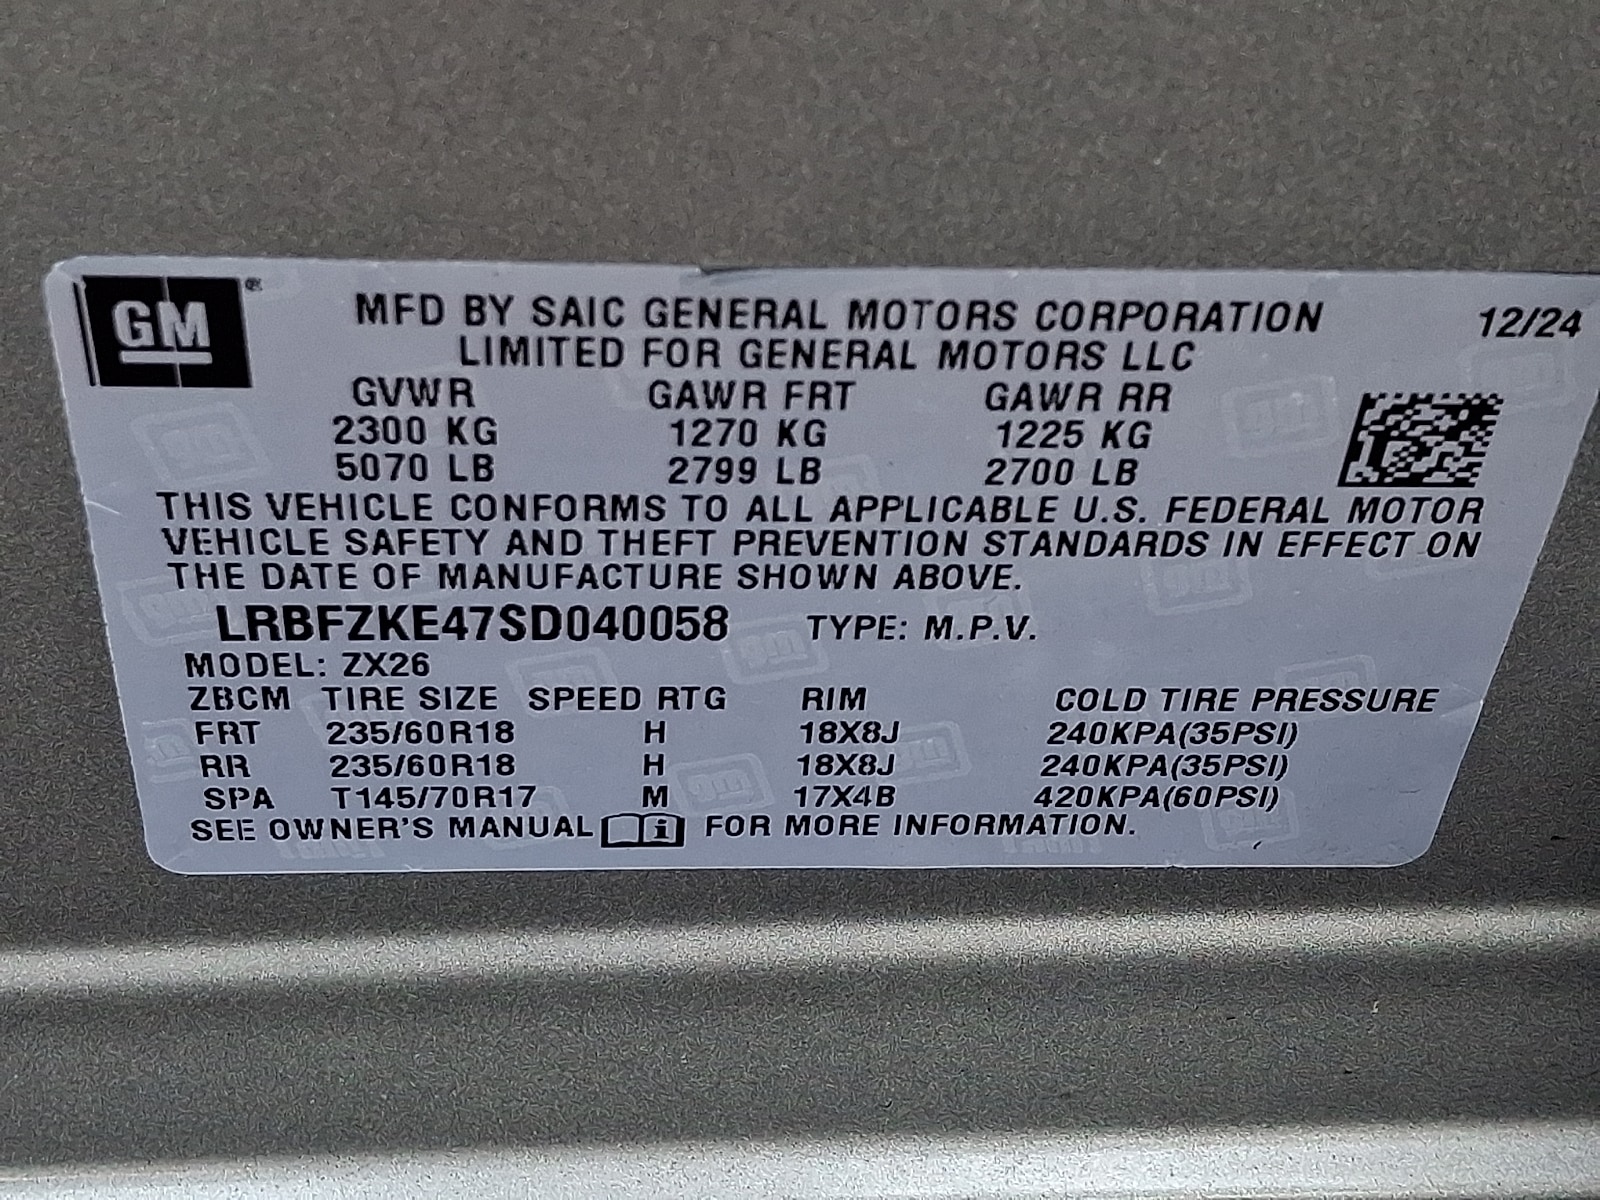 GM ®
MFD BY SAIC GENERAL MOTORS CORPORATION 12/24
LIMITED FOR GENERAL MOTORS LLC
GVWR GAWR FRT GAWR RR
2300 KG 1270 KG 1225 KG
5070 LB 2799 LB 2700 LB
THIS VEHICLE CONFORMS TO ALL APPLICABLE U.S. FEDERAL MOTOR
VEHICLE SAFETY AND THEFT PREVENTION STANDARDS IN EFFECT ON
THE DATE OF MANUFACTURE SHOWN ABOVE.
LRBFZKE47SD040058 TYPE: M.P.V.
MODEL: ZX26
ZBCM TIRE SIZE SPEED RTG RIM COLD TIRE PRESSURE
FRT 235/60R18 H 18X8J 240KPA(35PSI)
RR 235/60R18 H 18X8J 240KPA(35PSI)
SPA T145/70R17 M 17X4B 420KPA(60PSI)
SEE OWNER'S MANUAL i FOR MORE INFORMATION.